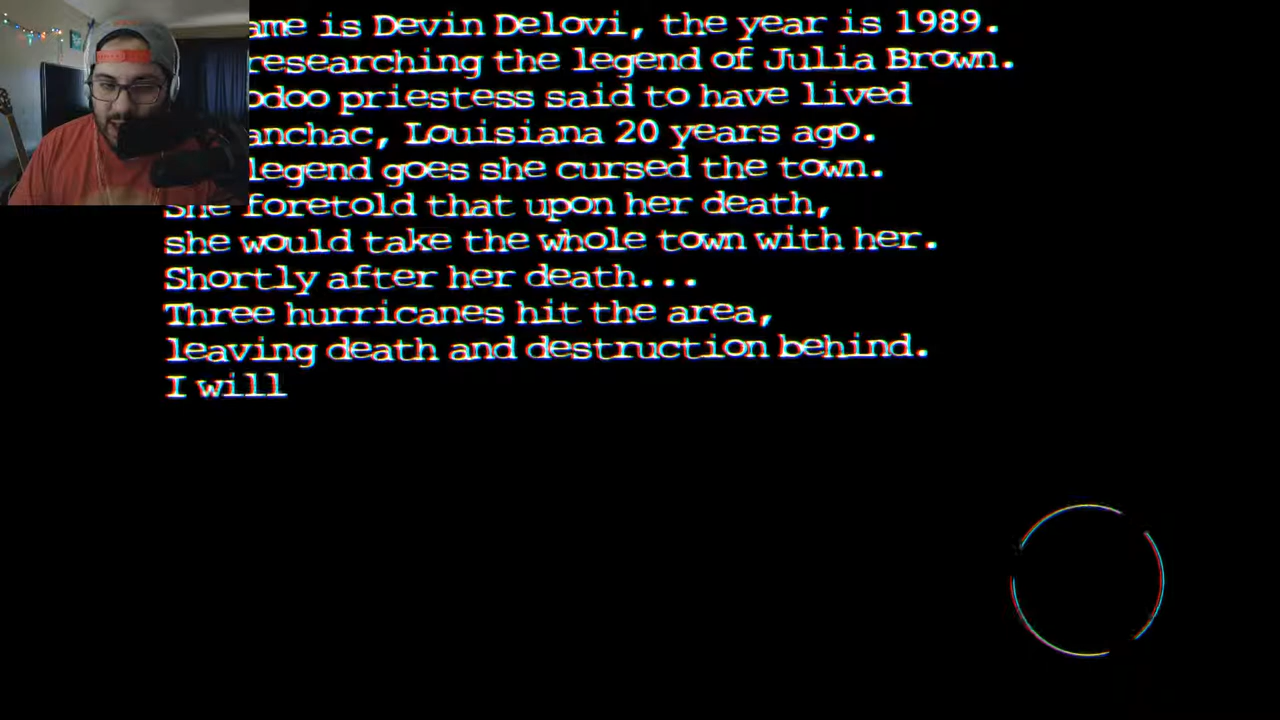 ame is Devin Delovi, the year is 1989.
researching the legend of Julia Brown.
odoo priestess said to have lived
anchac, Louisiana 20 years ago.
legend goes she cursed the town.
She foretold that upon her death,
she would take the whole town with her.
Shortly after her death...
Three hurricanes hit the area,
leaving death and destruction behind.
I will